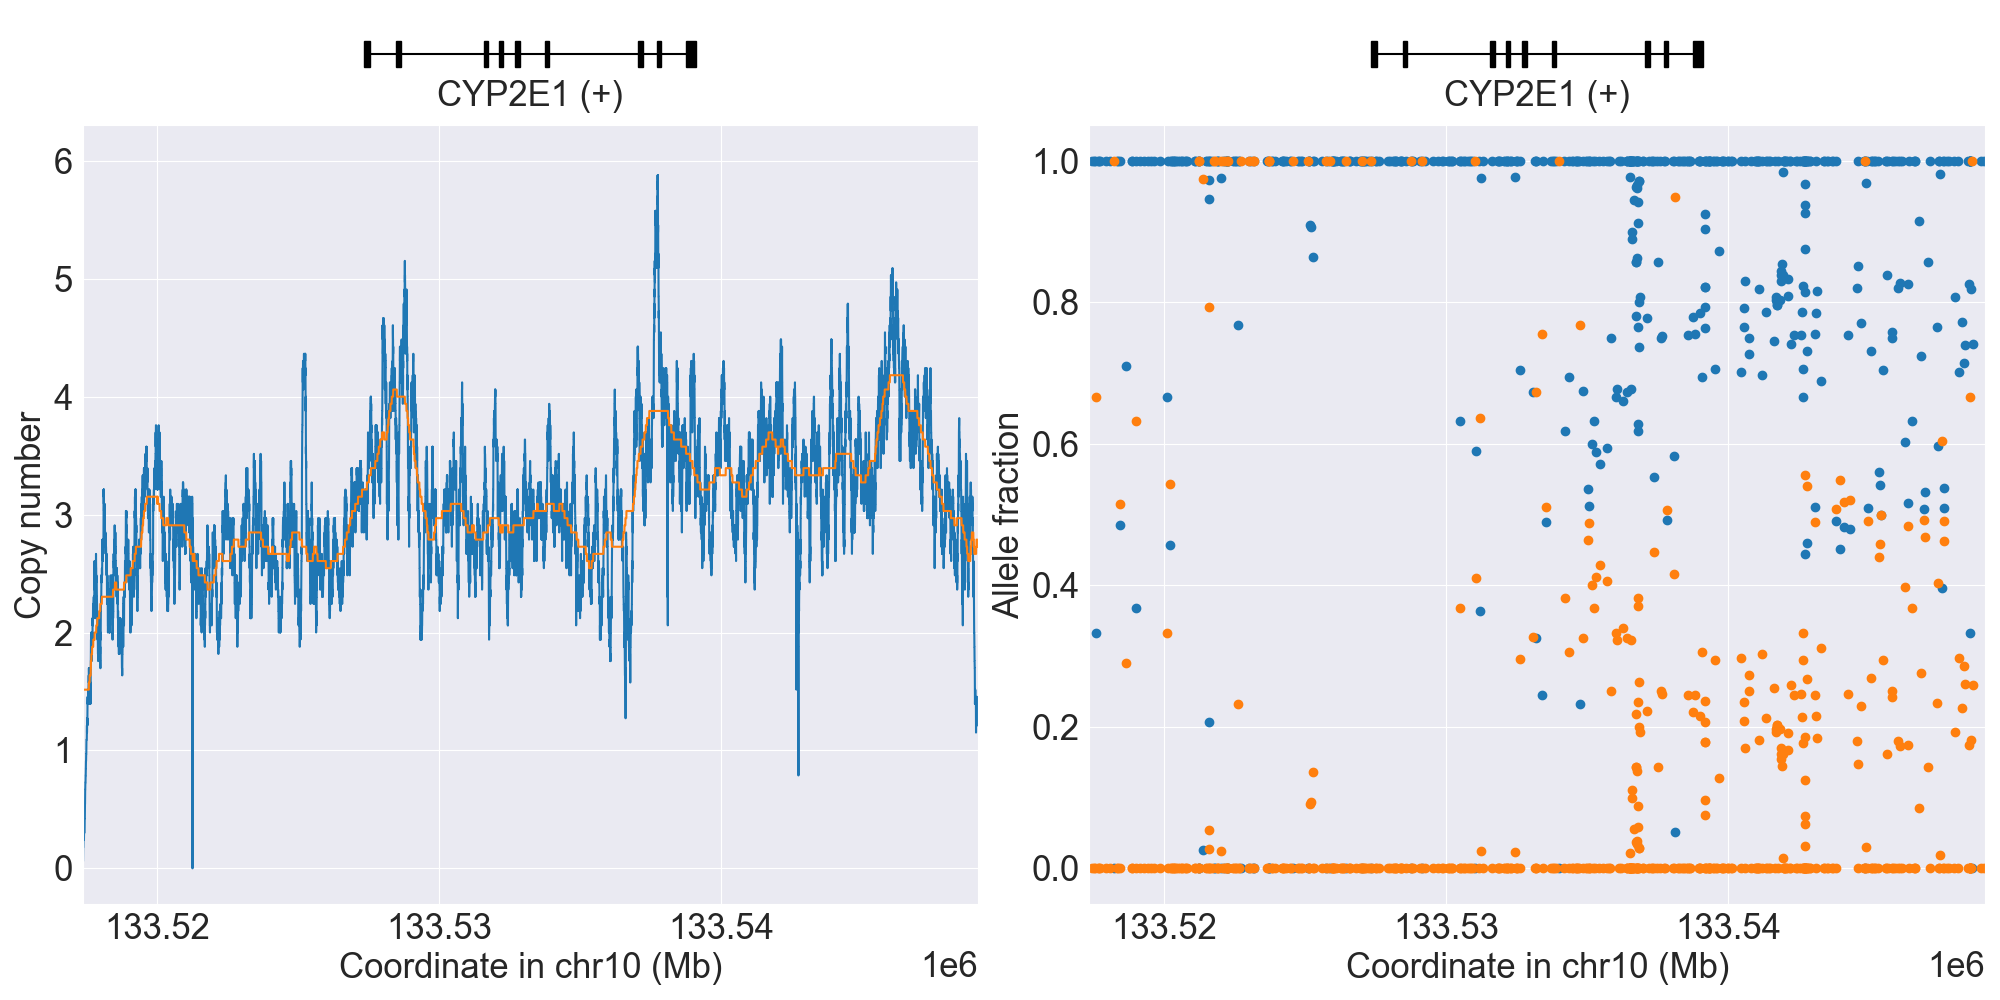 CYP2E1 (+)
CYP2E1 (+)
Copy number
6
5
4
3
2
1
0
133.52
133.53
133.54
Coordinate in chr10 (Mb)
1e6
Allele fraction
1.0
0.8
0.6
0.4
0.2
0.0
133.52
133.53
133.54
Coordinate in chr10 (Mb)
1e6